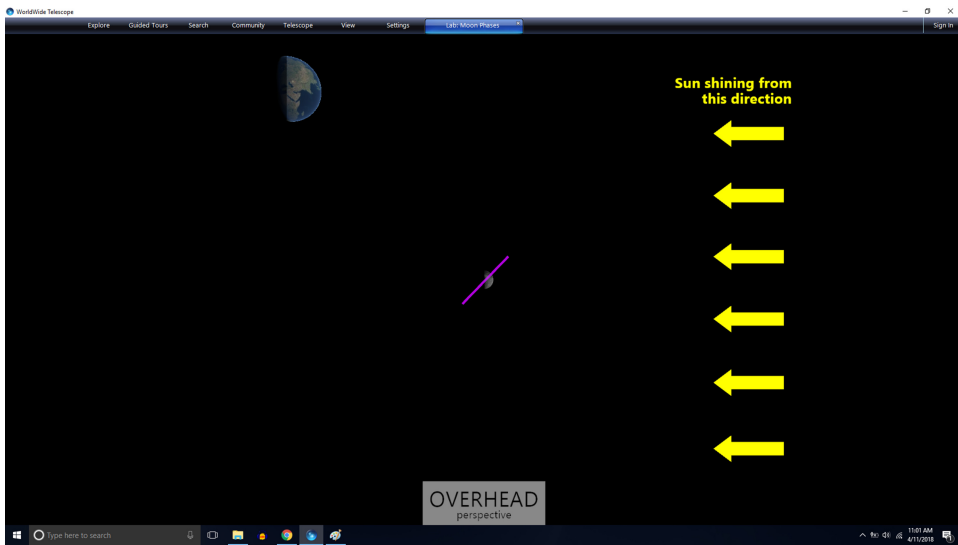 WorldWide Telescope
Explore Guided Tours Search Community Telescope View Settings Lab: Moon Phases Sign In
Sun shining from
this direction
OVERHEAD
perspective
Type here to search
11:01 AM
4/11/2018